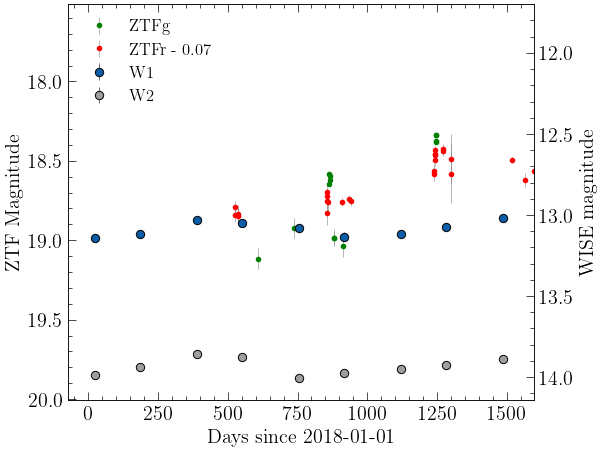 ZTFg
ZTFr - 0.07
W1
W2
ZTF Magnitude
18.0
18.5
19.0
19.5
20.0
12.0
12.5
13.0
13.5
14.0
WISE magnitude
0 250 500 750 1000 1250 1500
Days since 2018-01-01